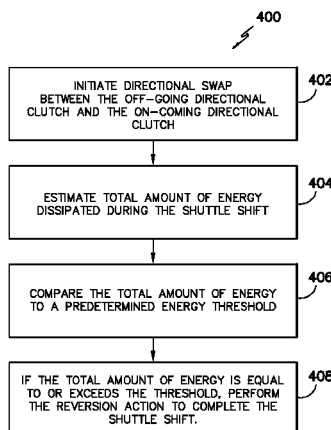 400
INITIATE DIRECTIONAL SWAP
BETWEEN THE OFF-GOING DIRECTIONAL
CLUTCH AND THE ON-COMING DIRECTIONAL
CLUTCH
402
ESTIMATE TOTAL AMOUNT OF ENERGY
DISSIPATED DURING THE SHUTTLE SHIFT
404
COMPARE THE TOTAL AMOUNT OF ENERGY
TO A PREDETERMINED ENERGY THRESHOLD
406
IF THE TOTAL AMOUNT OF ENERGY IS EQUAL
TO OR EXCEEDS THE THRESHOLD, PERFORM
THE REVERSION ACTION TO COMPLETE THE
SHUTTLE SHIFT.
408